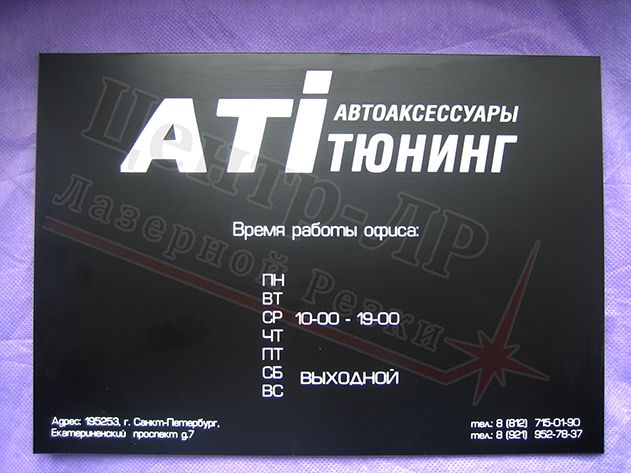 ATi АВТОАКСЕССУАРЫ
ТЮНИНГ
Время работы офиса:
ПН
ВТ
СР 10-00 - 19-00
ЧТ
ПТ
СБ
ВС ВЫХОДНОЙ
Адрес: 195253, г. Санкт-Петербург,
Екатериненский проспект д.7
тел.: 8 (812) 715-01-90
тел.: 8 (921) 952-78-37
Центр-ЛР
Лазерной Резки